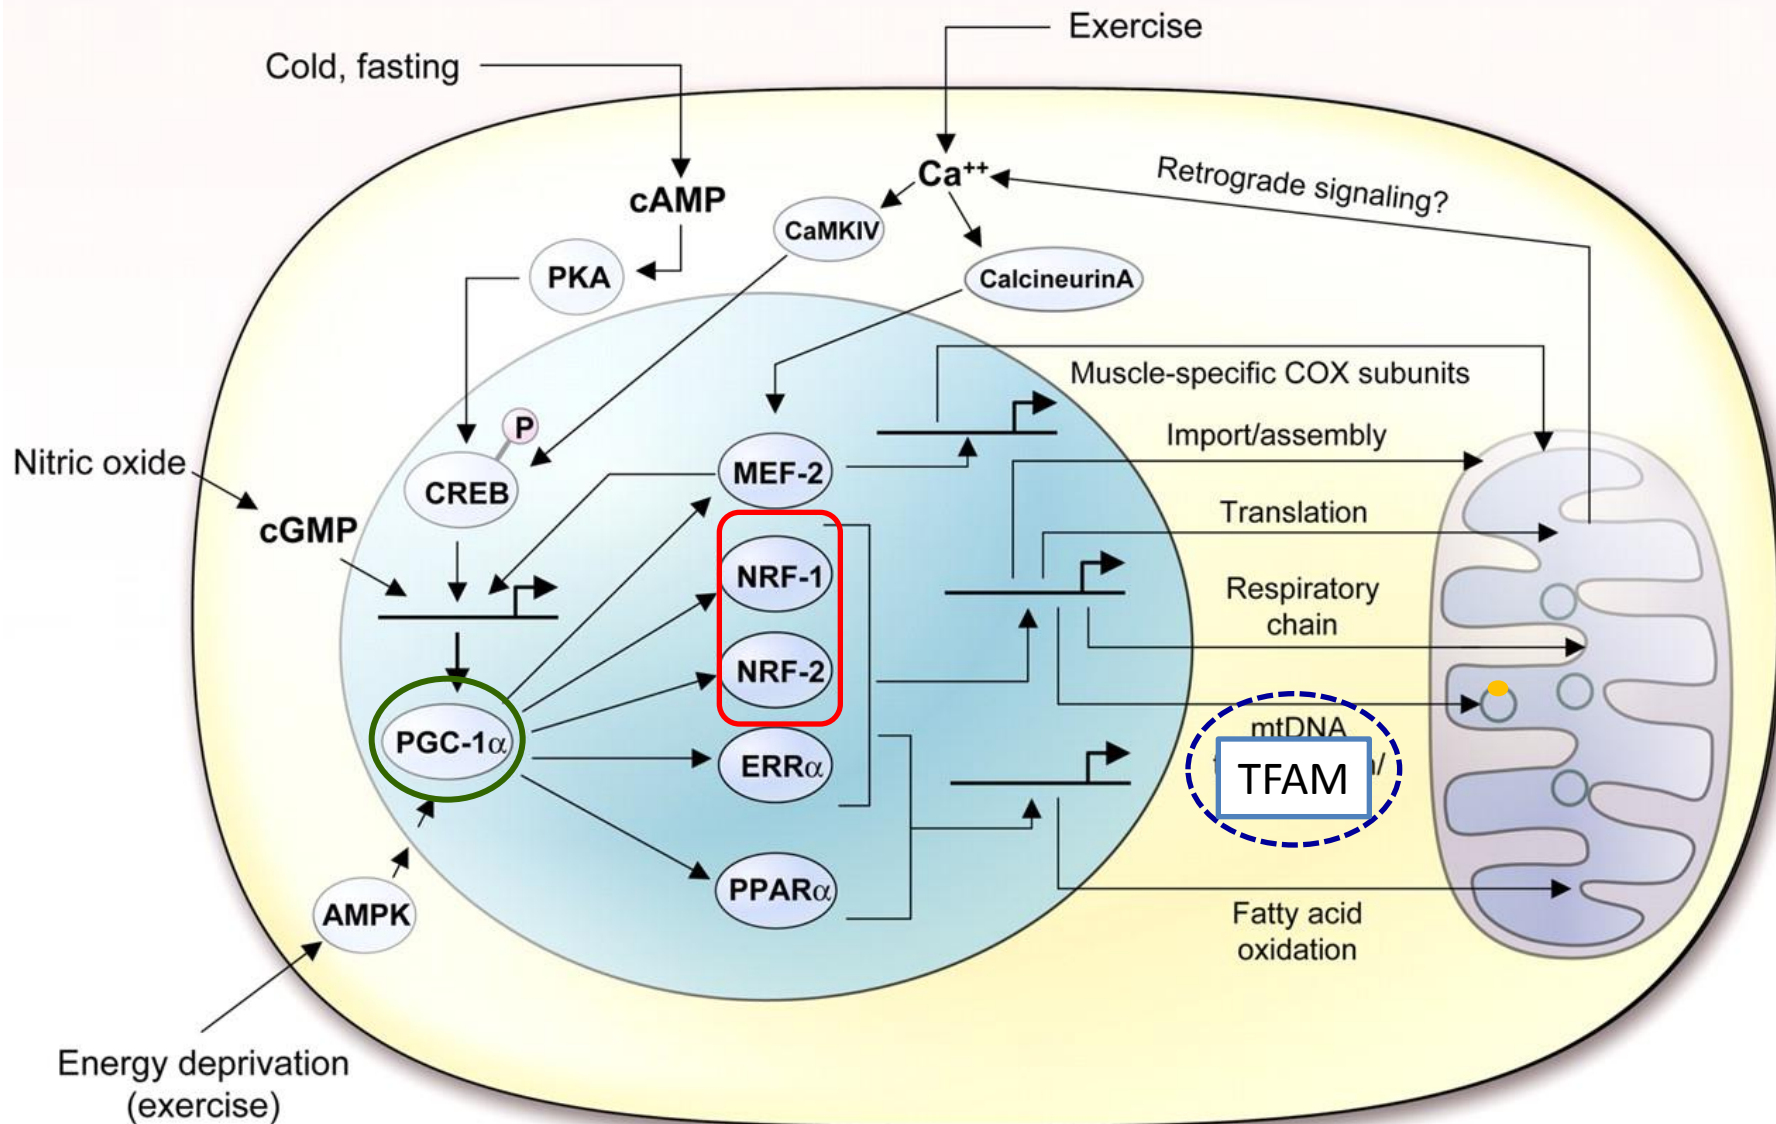 Exercise
Cold, fasting
Ca++
Retrograde signaling?
cAMP
CaMKIV
PKA
CalcineurinA
Muscle-specific COX subunits
P
Import/assembly
Nitric oxide
MEF-2
CREB
cGMP
Translation
NRF-1
Respiratory
chain
NRF-2
mtDNA
PGC-1α
ERRα
TFAM
PPARα
AMPK
Fatty acid
oxidation
Energy deprivation
(exercise)